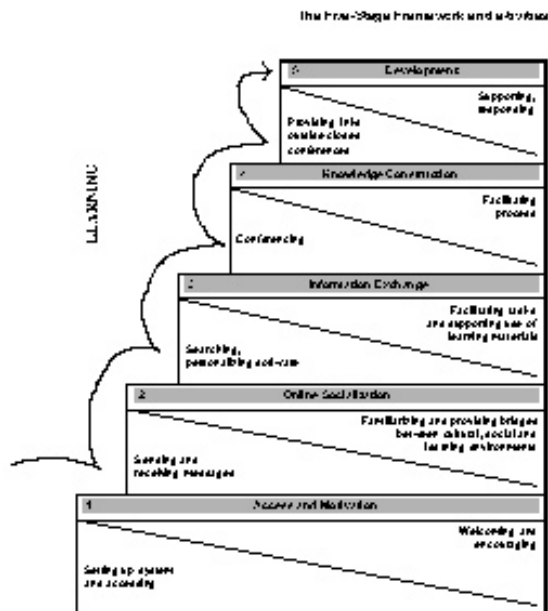 The Five-Stage Framework and e-tivities
5 Development
Supporting,
responding
Providing links
outside closed
conferences
LEARNING
4 Knowledge Construction
Facilitating
process
Conferencing
3 Information Exchange
Facilitating tasks
and supporting use of
learning materials
Searching,
personalising software
2 Online Socialisation
Familiarising and providing bridges
between cultural, social and
learning environments
Sending and
receiving messages
1 Access and Motivation
Welcoming and
encouraging
Setting up system
and accessing